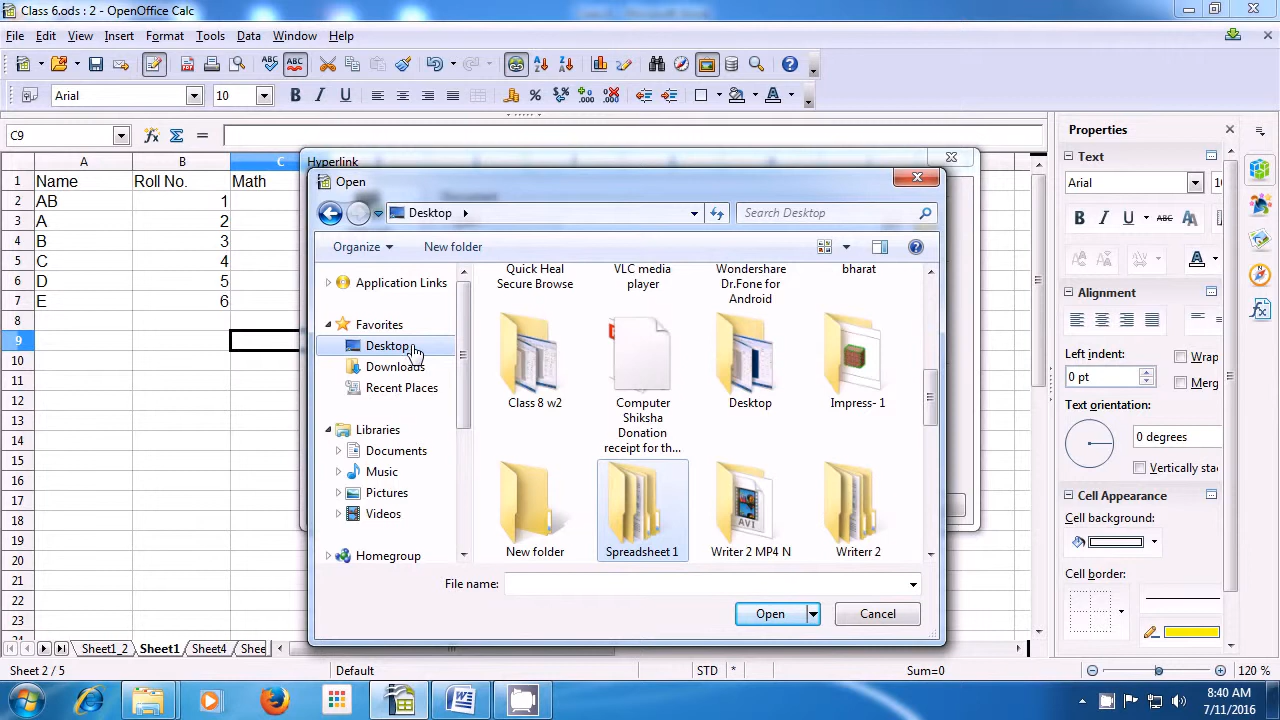 Class 6.ods : 2 - OpenOffice Calc
File Edit View Insert Format Tools Data Window Help
Arial 10
C9
A B C
1 Name Roll No. Math
2 AB 1
3 A 2
4 B 3
5 C 4
6 D 5
7 E 6
8
9
10
11
12
13
14
15
16
17
18
19
20
21
22
23
Hyperlink
Open
Desktop
Search Desktop
Organize New folder
Application Links
Favorites
Desktop
Downloads
Recent Places
Libraries
Documents
Music
Pictures
Videos
Homegroup
Quick Heal
Secure Browse
VLC media
player
Wondershare
Dr.Fone for
Android
bharat
Class 8 w2
Computer
Shiksha
Donation
receipt for th...
Desktop
Impress- 1
New folder
Spreadsheet 1
AVI
Writer 2 MP4 N
Writerr 2
File name:
Open Cancel
Properties
Text
Arial
Alignment
Left indent: Wrap
0 pt Merg
Text orientation:
0 degrees
Vertically sta
Cell Appearance
Cell background:
Cell border:
Sheet1_2 Sheet1 Sheet4 Shee
Sheet 2 / 5 Default STD * Sum=0 120 %
8:40 AM
7/11/2016